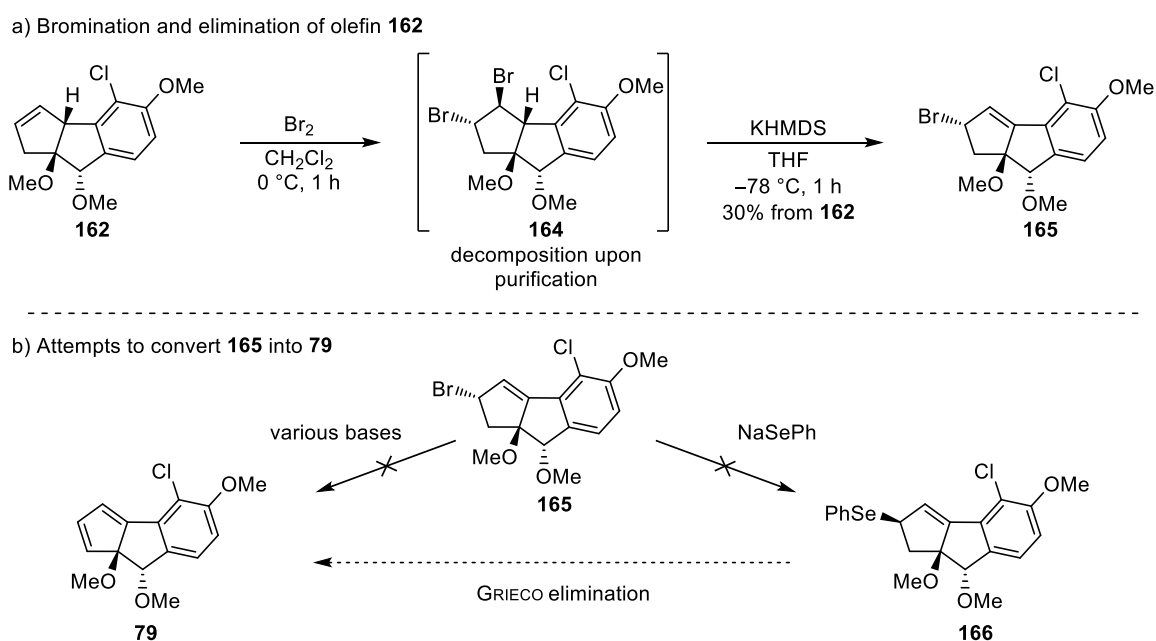 a) Bromination and elimination of olefin 162
Cl
OMe
H
MeO
OMe
162
Br2
CH2Cl2
0 °C, 1 h
Br
Cl
H
OMe
Br
MeO
OMe
164
decomposition upon
purification
KHMDS
THF
–78 °C, 1 h
30% from 162
Cl
OMe
Br
MeO
OMe
165
b) Attempts to convert 165 into 79
Cl
OMe
Br
MeO
OMe
165
various bases
NaSePh
Cl
OMe
MeO
OMe
79
GRIECO elimination
Cl
OMe
PhSe
MeO
OMe
166